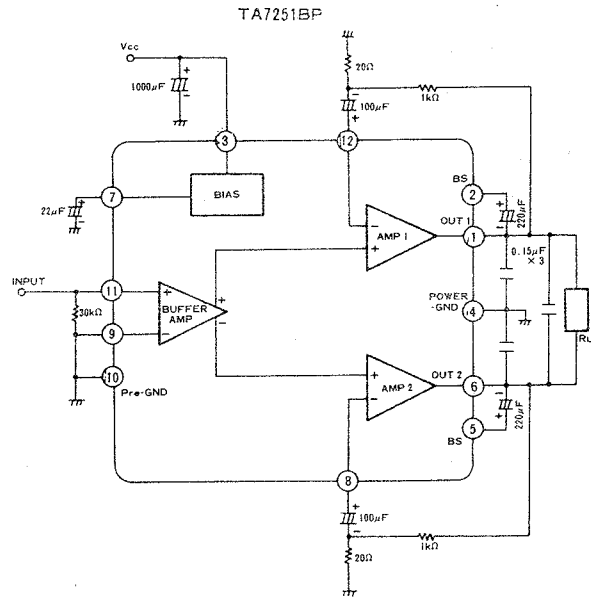 TA7251BP
Vcc
1000μF
+
−
20Ω
−
100μF
+
1kΩ
3
12
7
BIAS
BS
2
+
220μF
−
22μF
+
−
OUT 1
1
−
AMP 1
+
0.15μF
× 3
INPUT
11
+
30kΩ
BUFFER
AMP
+
−
−
9
POWER
-GND
4
RL
10
Pre-GND
+
AMP 2
−
OUT 2
6
−
220μF
+
5
BS
8
+
100μF
−
1kΩ
20Ω